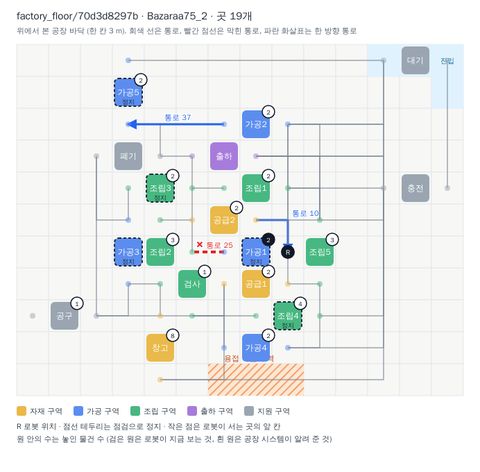 factory_floor/70d3d8297b · Bazaraa75_2 · 곳 19개
위에서 본 공장 바닥 (한 칸 3 m). 회색 선은 통로, 빨간 점선은 막힌 통로, 파란 화살표는 한 방향 통로
대기
진입
2
가공5
정지
통로 37
2
가공2
폐기
출하
2
조립3
정지
2
조립1
충전
2
공급2
통로 10
2
가공3
정지
3
조립2
✕ 통로 25
2
가공1
정지
R
3
조립5
1
검사
2
공급1
1
공구
2
조립4
정지
8
창고
2
가공4
용접
역
자재 구역
가공 구역
조립 구역
출하 구역
지원 구역
R 로봇 위치 · 점선 테두리는 점검으로 정지 · 작은 점은 로봇이 서는 곳의 앞 칸
원 안의 수는 놓인 물건 수 (검은 원은 로봇이 지금 보는 것, 흰 원은 공장 시스템이 알려 준 것)